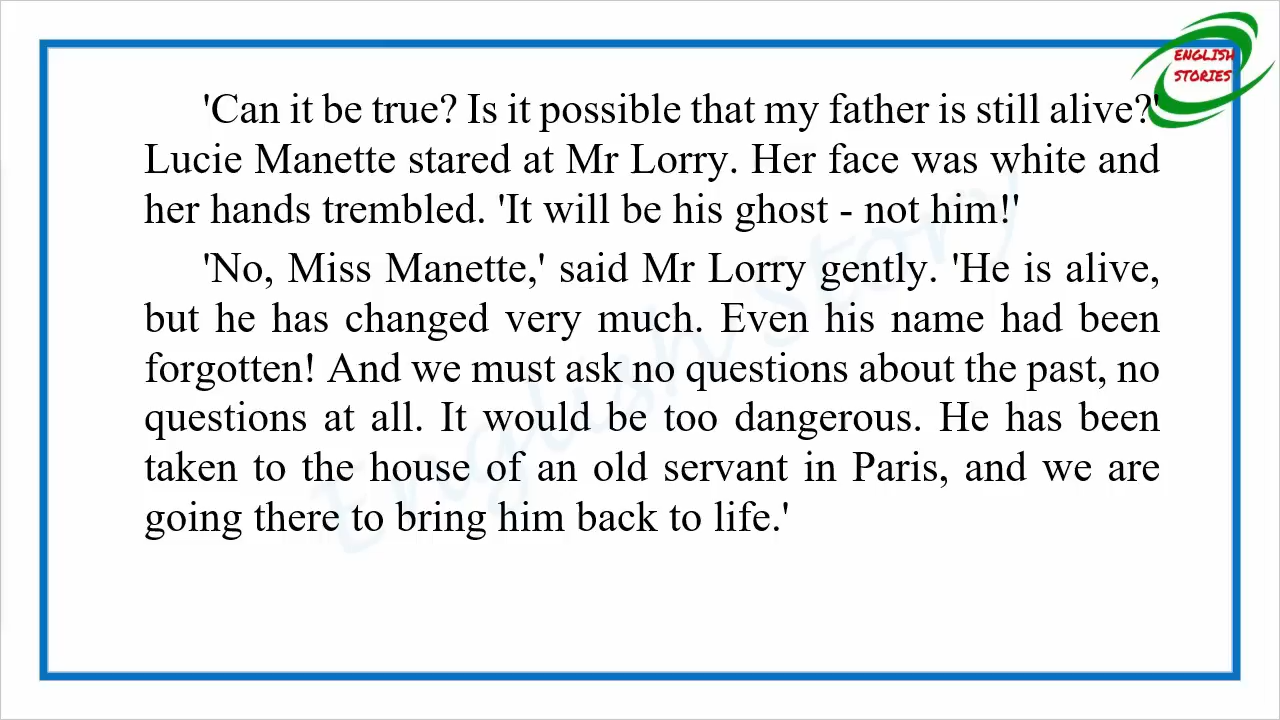 ENGLISH
STORIES
'Can it be true? Is it possible that my father is still alive?'
Lucie Manette stared at Mr Lorry. Her face was white and
her hands trembled. 'It will be his ghost - not him!'
'No, Miss Manette,' said Mr Lorry gently. 'He is alive,
but he has changed very much. Even his name had been
forgotten! And we must ask no questions about the past, no
questions at all. It would be too dangerous. He has been
taken to the house of an old servant in Paris, and we are
going there to bring him back to life.'
English story